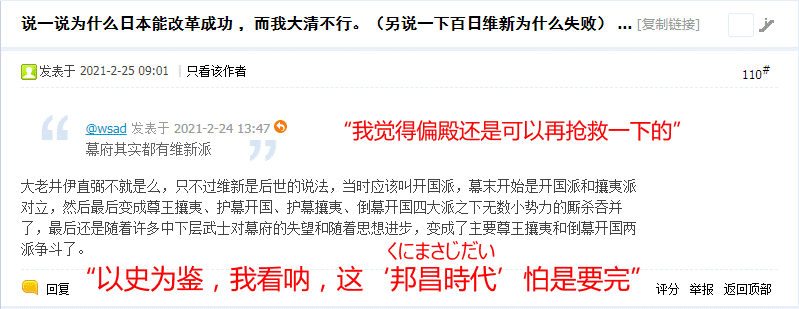 说一说为什么日本能改革成功，而我大清不行。（另说一下百日维新为什么失败） ... [复制链接]
发表于 2021-2-25 09:01 | 只看该作者
110#
@wsad 发表于 2021-2-24 13:47
幕府其实都有维新派
“我觉得偏殿还是可以再抢救一下的”
大老井伊直弼不就是么，只不过维新是后世的说法，当时应该叫开国派，幕末开始是开国派和攘夷派
对立，然后最后变成尊王攘夷、护幕开国、护幕攘夷、倒幕开国四大派之下无数小势力的厮杀吞并
了，最后还是随着许多中下层武士对幕府的失望和随着思想进步，变成了主要尊王攘夷和倒幕开国两
派争斗了。
くにまさじだい
“以史为鉴，我看呐，这‘邦昌時代’怕是要完”
回复
评分 举报 返回顶部